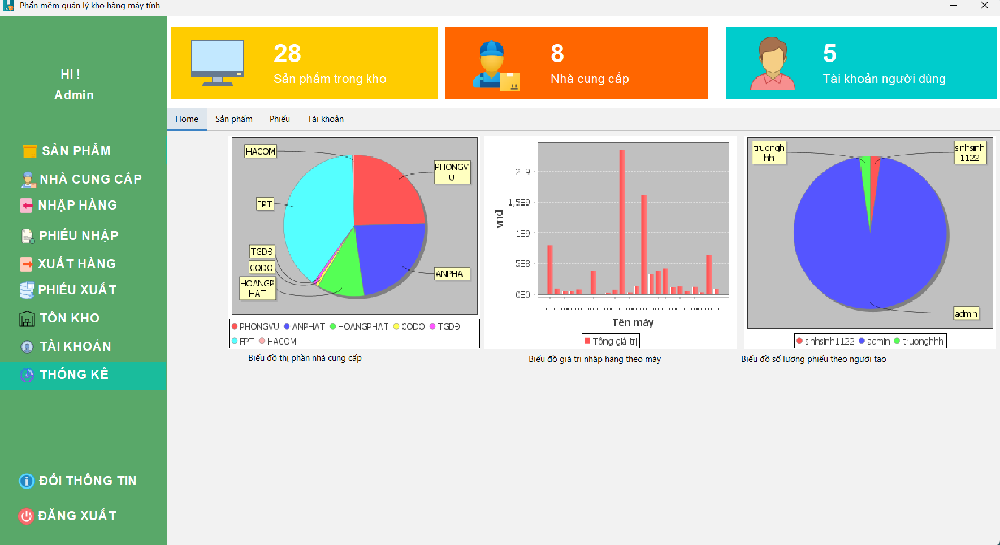 Phần mềm quản lý kho hàng máy tính
HI !
Admin
SẢN PHẨM
NHÀ CUNG CẤP
NHẬP HÀNG
PHIẾU NHẬP
XUẤT HÀNG
PHIẾU XUẤT
TỒN KHO
TÀI KHOẢN
THỐNG KÊ
ĐỔI THÔNG TIN
ĐĂNG XUẤT
28
Sản phẩm trong kho
8
Nhà cung cấp
5
Tài khoản người dùng
Home
Sản phẩm
Phiếu
Tài khoản
HACOM
PHONGV
U
FPT
TGDĐ
CODO
HOANGP
HAT
ANPHAT
PHONGVU ANPHAT HOANGPHAT CODO TGDĐ
FPT HACOM
Biểu đồ thị phần nhà cung cấp
vnđ
2E9
1,5E9
1E9
5E8
0E0
Tên máy
Tổng giá trị
Biểu đồ giá trị nhập hàng theo máy
truongh
hh
sinhsinh
1122
admin
sinhsinh1122 admin truonghhh
Biểu đồ số lượng phiếu theo người tạo